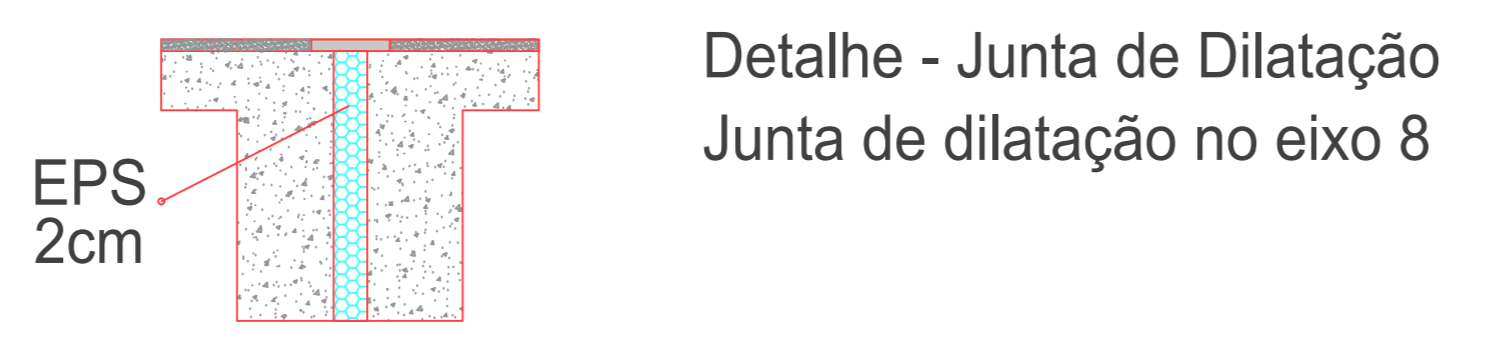 Detalhe - Junta de Dilatação
Junta de dilatação no eixo 8
EPS
2cm